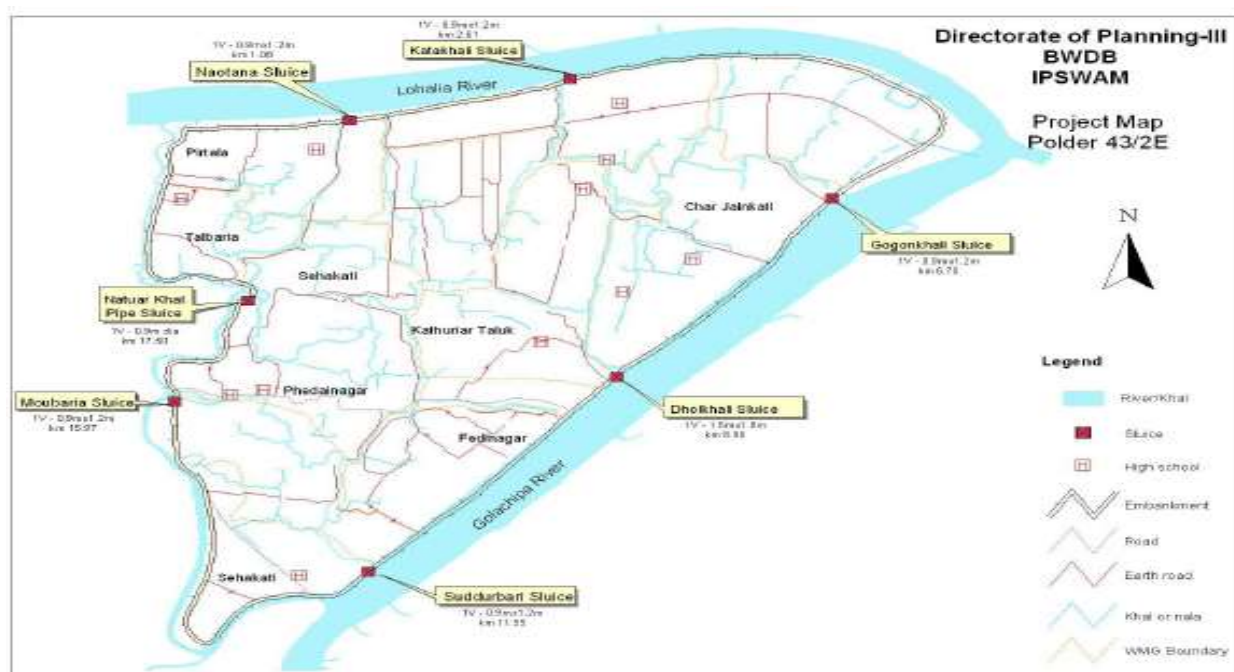 Directorate of Planning-III
BWDB
IPSWAM
Project Map
Polder 43/2E
Katakhali Sluice
Naotana Sluice
Lohalia River
Pirtala
Char Jainkati
Talbaria
Gogonkhali Sluice
Sehakati
N
Natuar Khal
Pipe Sluice
Kathuriar Taluk
Phedainagar
Moubaria Sluice
Dholkhali Sluice
Fedinagar
Golachipa River
Sehakati
Suddurbari Sluice
Legend
River/Khal
Sluice
High school
Embankment
Road
Earth road
Khal or nala
WMG Boundary